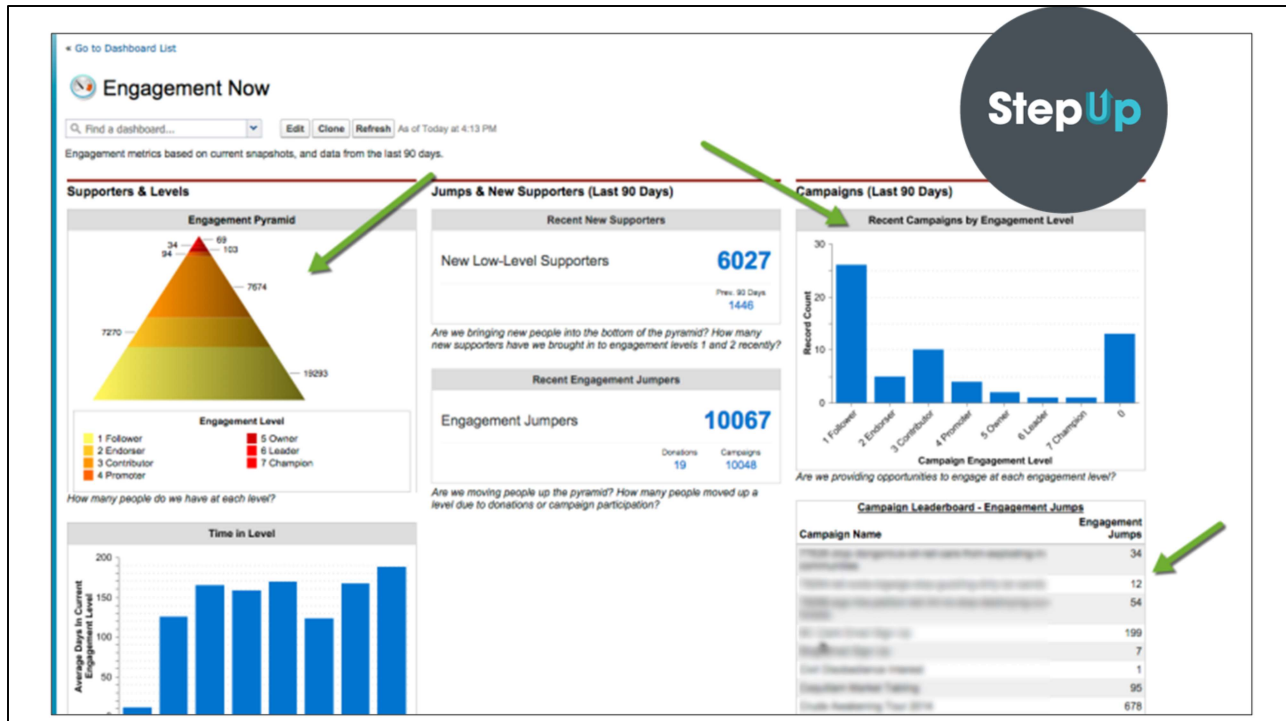 « Go to Dashboard List
StepUp
Engagement Now
Find a dashboard...
Edit Clone Refresh As of Today at 4:13 PM
Engagement metrics based on current snapshots, and data from the last 90 days.
Supporters & Levels
Engagement Pyramid
34
69
94
103
7674
7270
19293
Engagement Level
1 Follower
2 Endorser
3 Contributor
4 Promoter
5 Owner
6 Leader
7 Champion
How many people do we have at each level?
Time in Level
Average Days In Current
Engagement Level
200
150
100
50
Jumps & New Supporters (Last 90 Days)
Recent New Supporters
New Low-Level Supporters 6027
Prev. 90 Days
1446
Are we bringing new people into the bottom of the pyramid? How many
new supporters have we brought in to engagement levels 1 and 2 recently?
Recent Engagement Jumpers
Engagement Jumpers 10067
Donations Campaigns
19 10048
Are we moving people up the pyramid? How many people moved up a
level due to donations or campaign participation?
Campaigns (Last 90 Days)
Recent Campaigns by Engagement Level
Record Count
30
20
10
0
1 Follower
2 Endorser
3 Contributor
4 Promoter
5 Owner
6 Leader
7 Champion
0
Campaign Engagement Level
Are we providing opportunities to engage at each engagement level?
Campaign Leaderboard - Engagement Jumps
Campaign Name
Engagement
Jumps
34
12
54
199
7
1
95
678